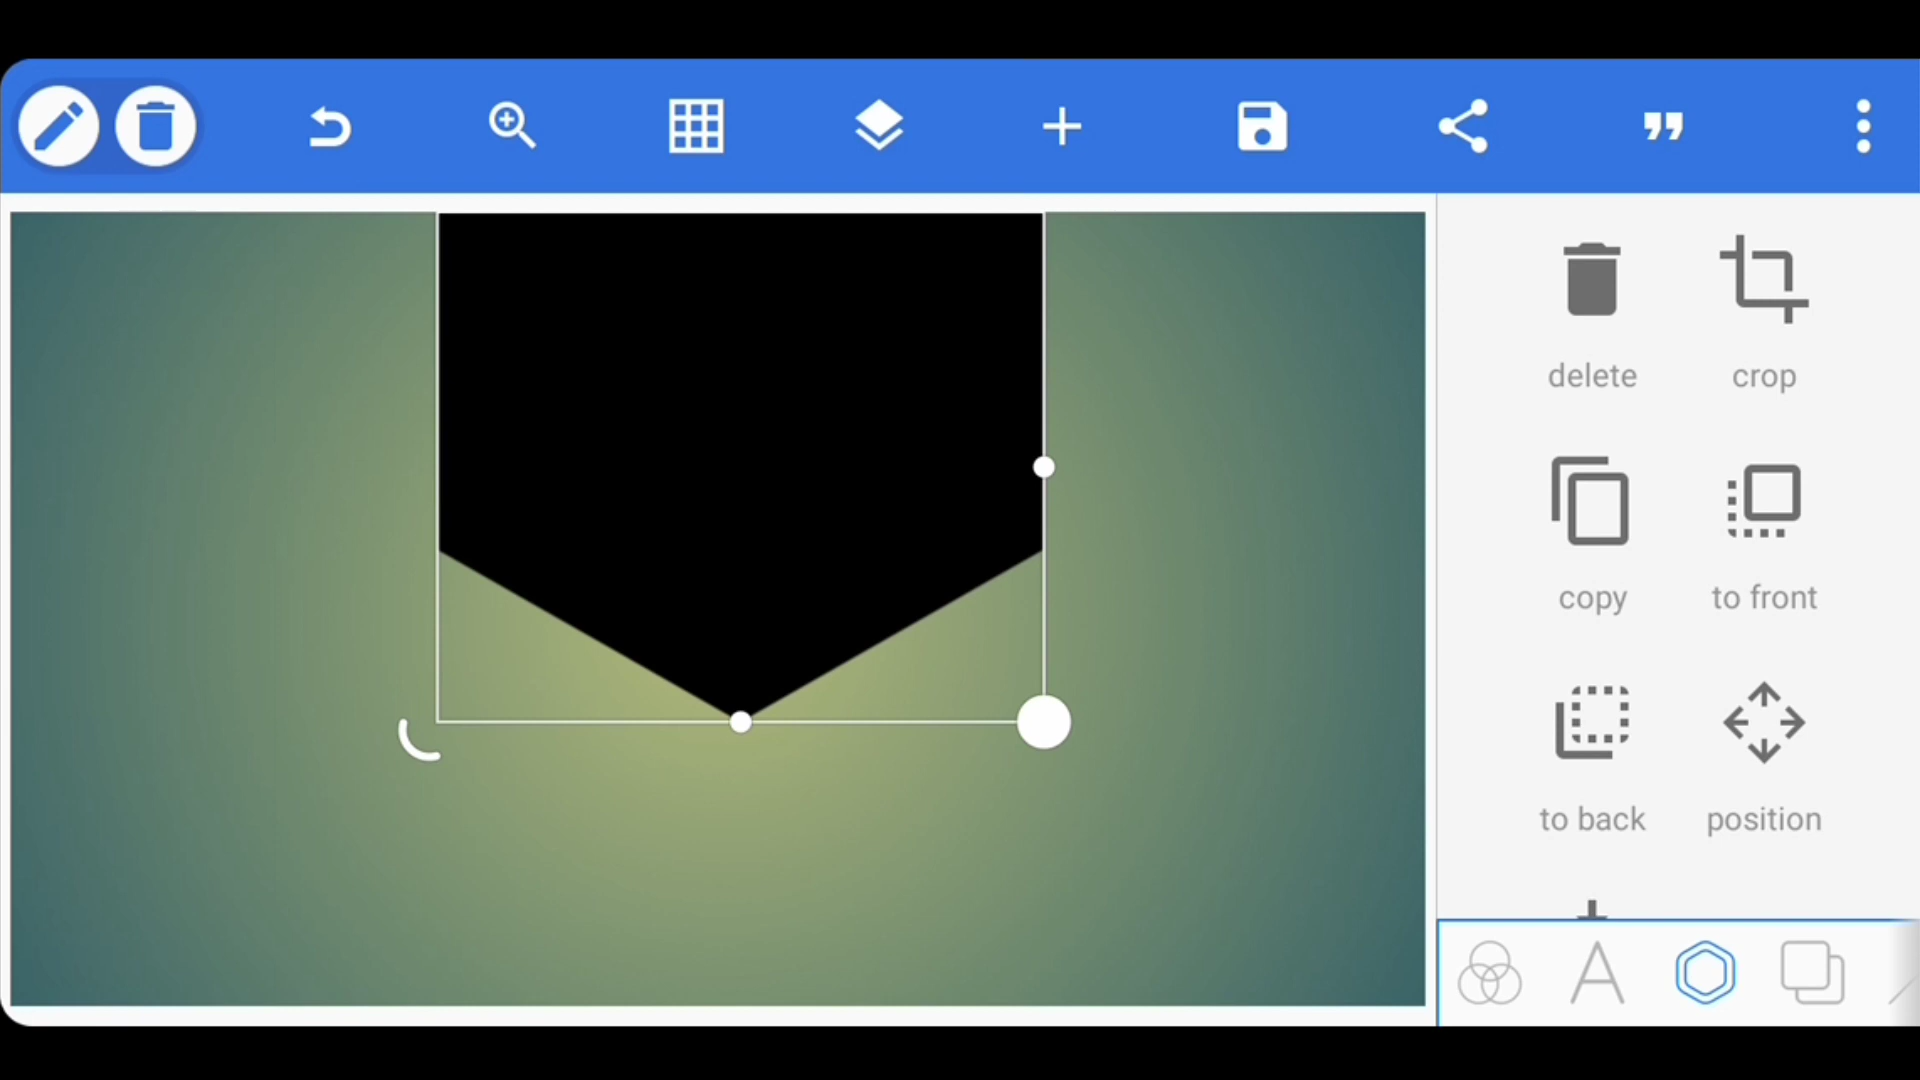 delete
crop
copy
to front
to back
position